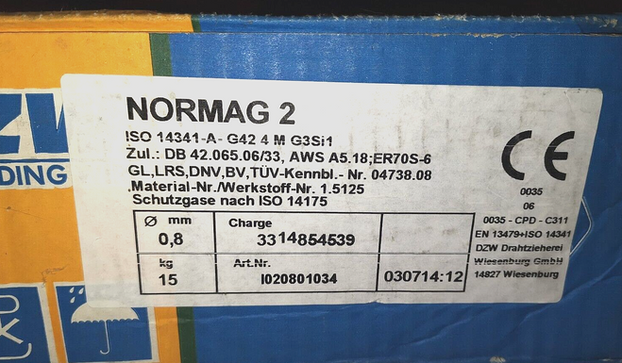 ZW
DING
NORMAG 2
ISO 14341-A- G42 4 M G3Si1
Zul.: DB 42.065.06/33, AWS A5.18;ER70S-6
GL,LRS,DNV,BV,TÜV-Kennbl.- Nr. 04738.08
.Material-Nr./Werkstoff-Nr. 1.5125
Schutzgase nach ISO 14175
Ø mm
0,8
Charge
3314854539
kg
15
Art.Nr.
I020801034
030714:12
CE
0035
06
0035 - CPD - C311
EN 13479+ISO 14341
DZW Drahtzieherei
Wiesenburg GmbH
14827 Wiesenburg